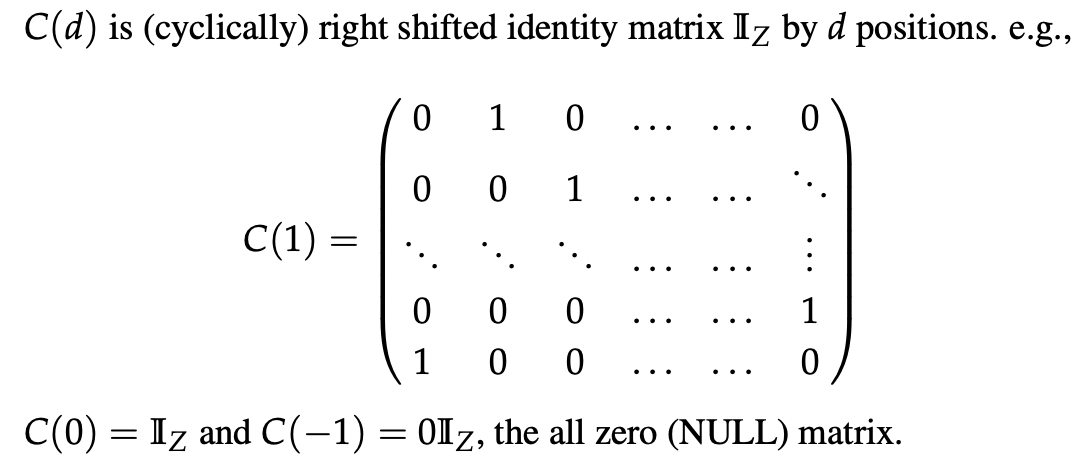 C(d) is (cyclically) right shifted identity matrix 𝕀_Z by d positions. e.g.,
0 1 0 … … 0
0 0 1 … … ⋱
C(1) =
⋱ ⋱ ⋱ … … ⋮
0 0 0 … … 1
1 0 0 … … 0
C(0) = 𝕀_Z and C(−1) = 0𝕀_Z, the all zero (NULL) matrix.